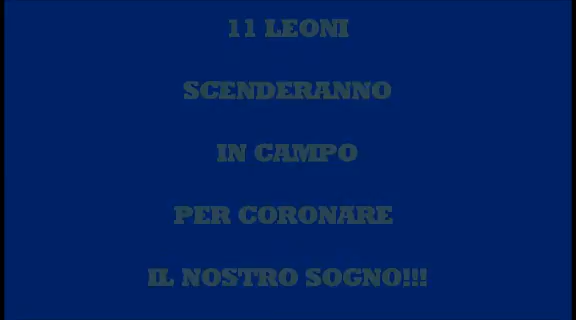 11 LEONI
SCENDERANNO
IN CAMPO
PER CORONARE
IL NOSTRO SOGNO!!!